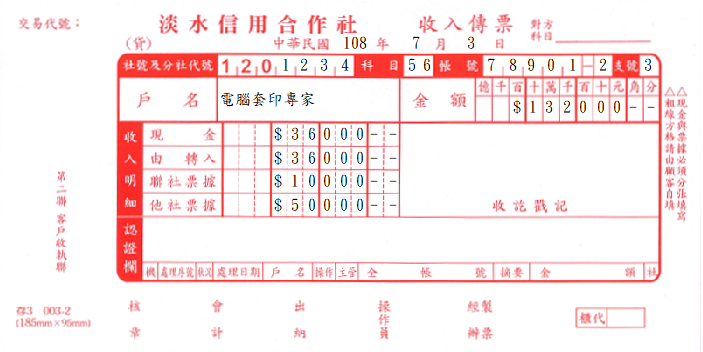 交易代號：
淡水信用合作社 收入傳票 對方科目
(貸) 中華民國 108 年 7 月 3 日
社號及分社代號 1 2 0 1 2 3 4 科目 5 6 帳號 7 8 9 0 1 - 2 支號 3
戶名 電腦套印專家 金額 億千百十萬千百十元角分
$ 1 3 2 0 0 0 - -
收入明細
現金 $ 3 6 0 0 0 - -
由轉入 $ 3 6 0 0 0 - -
聯社票據 $ 1 0 0 0 0 - -
他社票據 $ 5 0 0 0 0 - -
收訖戳記
認證欄
機 處理序號 狀況 處理日期 戶名 操作 主管 仝帳號 摘要 金額 社
核章 會計 出納 操作員 經辦 製票
櫃代
第二聯 客戶收執聯
存3 003-2
(185mm×95mm)
△現金與票據必須分張填寫
△粗線方格請由顧客自填